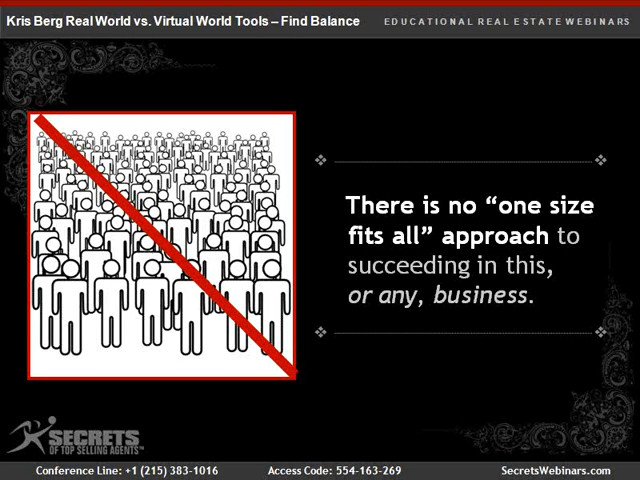 Kris Berg Real World vs. Virtual World Tools – Find Balance
EDUCATIONAL REAL ESTATE WEBINARS
There is no “one size
fits all” approach to
succeeding in this,
or any, business.
SECRETS
OF TOP SELLING AGENTS™
Conference Line: +1 (215) 383-1016
Access Code: 554-163-269
SecretsWebinars.com